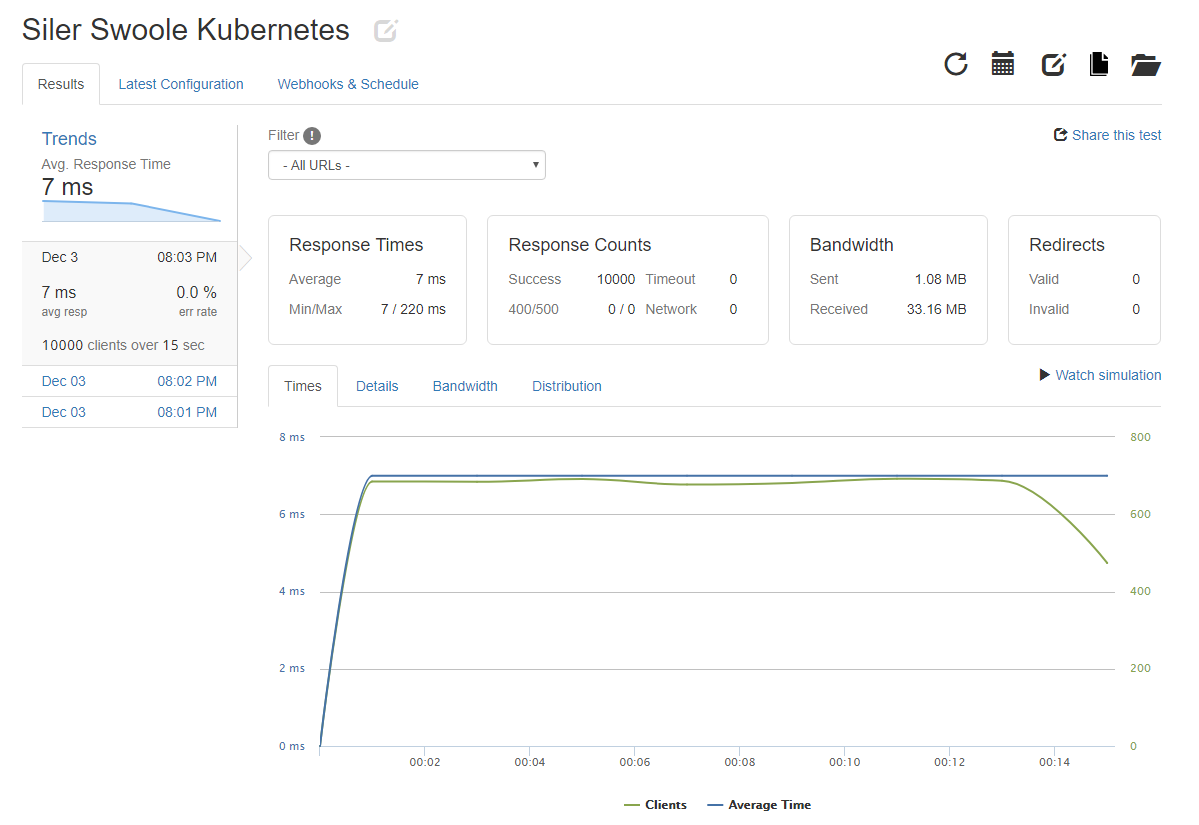 Siler Swoole Kubernetes
Results Latest Configuration Webhooks & Schedule
Trends
Avg. Response Time
7 ms
Dec 3 08:03 PM
7 ms 0.0 %
avg resp err rate
10000 clients over 15 sec
Dec 03 08:02 PM
Dec 03 08:01 PM
Filter !
Share this test
- All URLs -
Response Times
Average 7 ms
Min/Max 7 / 220 ms
Response Counts
Success 10000 Timeout 0
400/500 0 / 0 Network 0
Bandwidth
Sent 1.08 MB
Received 33.16 MB
Redirects
Valid 0
Invalid 0
Times Details Bandwidth Distribution
Watch simulation
8 ms 800
6 ms 600
4 ms 400
2 ms 200
0 ms 0
00:02 00:04 00:06 00:08 00:10 00:12 00:14
Clients Average Time